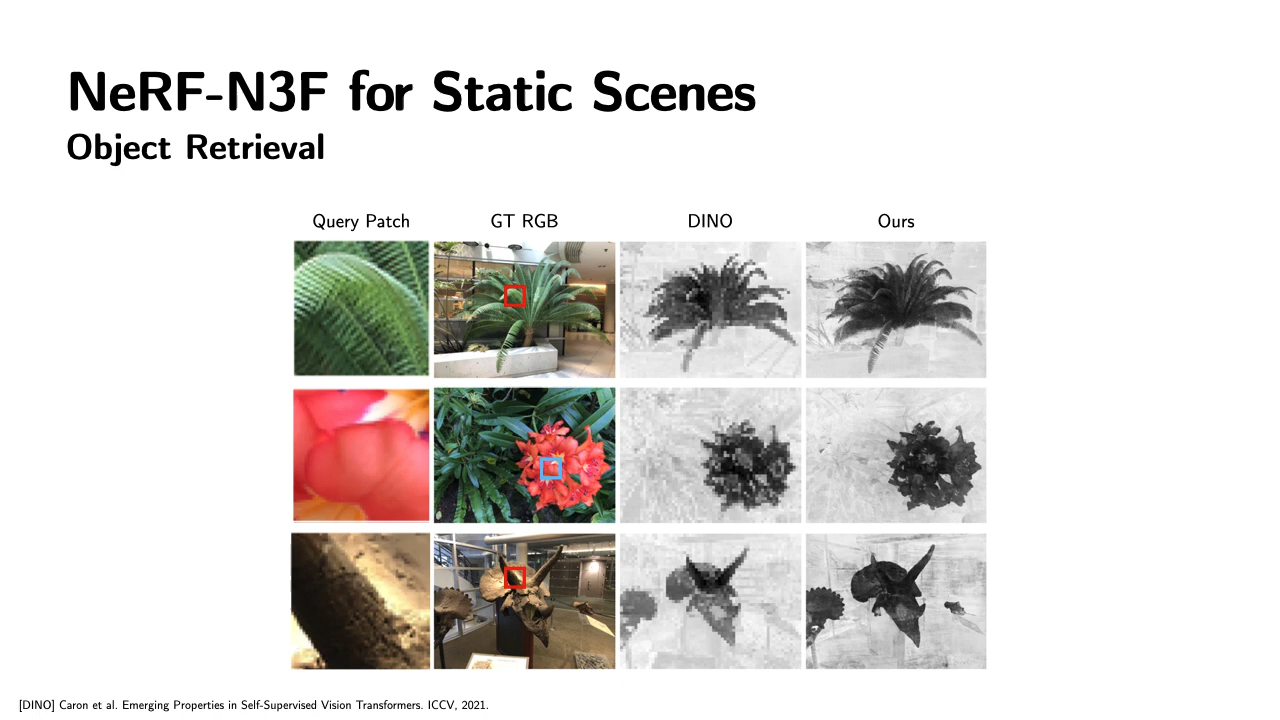 NeRF-N3F for Static Scenes
Object Retrieval
Query Patch GT RGB DINO Ours
[DINO] Caron et al. Emerging Properties in Self-Supervised Vision Transformers. ICCV, 2021.